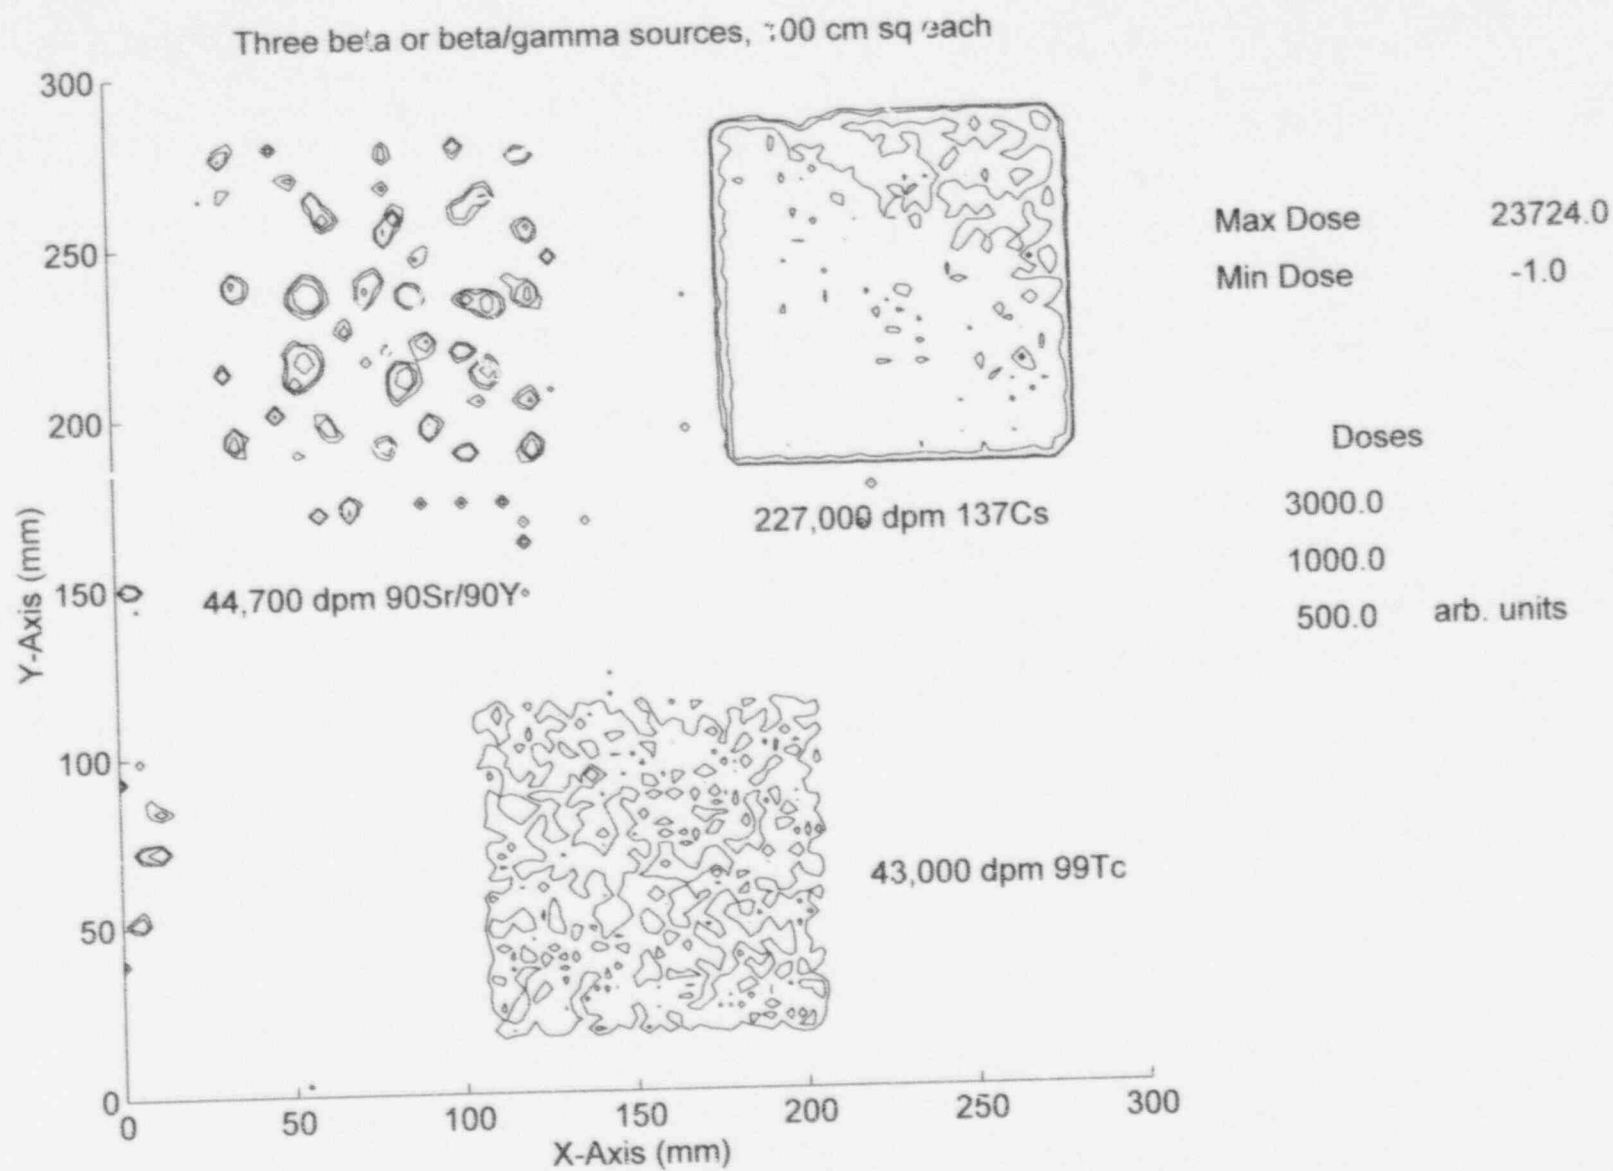 Three beta or beta/gamma sources, 100 cm sq each
300
250
200
150
100
50
0
Y-Axis (mm)
0
50
100
150
200
250
300
X-Axis (mm)
44,700 dpm 90Sr/90Y
227,000 dpm 137Cs
43,000 dpm 99Tc
Max Dose 23724.0
Min Dose -1.0
Doses
3000.0
1000.0
500.0 arb. units